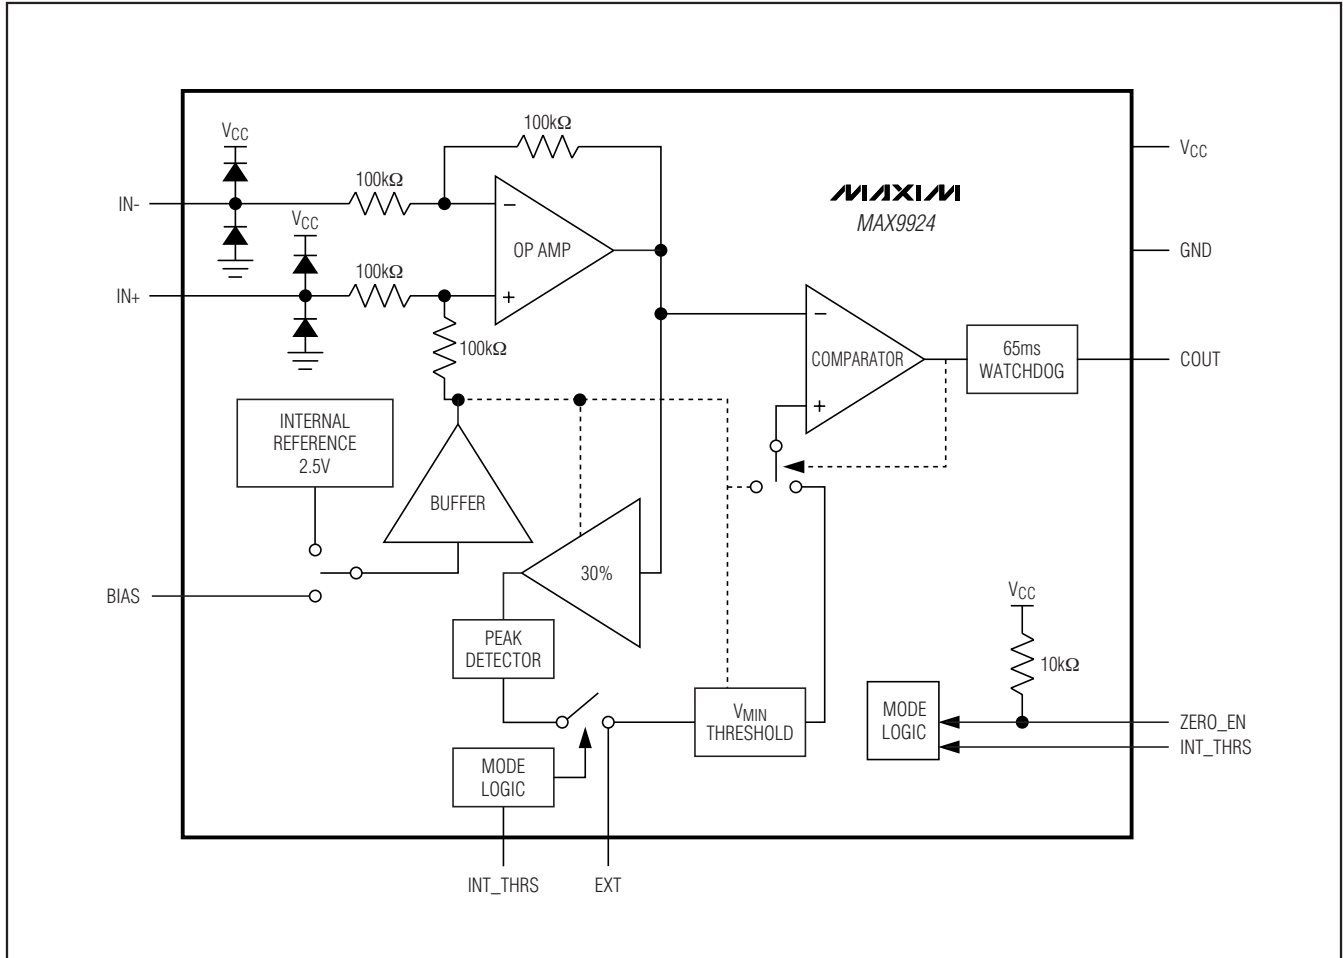 100kΩ
VCC
100kΩ
VCC
IN-
−
MAXIM
MAX9924
VCC
OP AMP
GND
100kΩ
IN+
+
−
100kΩ
COMPARATOR
65ms
WATCHDOG
COUT
+
INTERNAL
REFERENCE
2.5V
BUFFER
30%
BIAS
VCC
10kΩ
PEAK
DETECTOR
VMIN
THRESHOLD
MODE
LOGIC
ZERO_EN
INT_THRS
MODE
LOGIC
INT_THRS
EXT